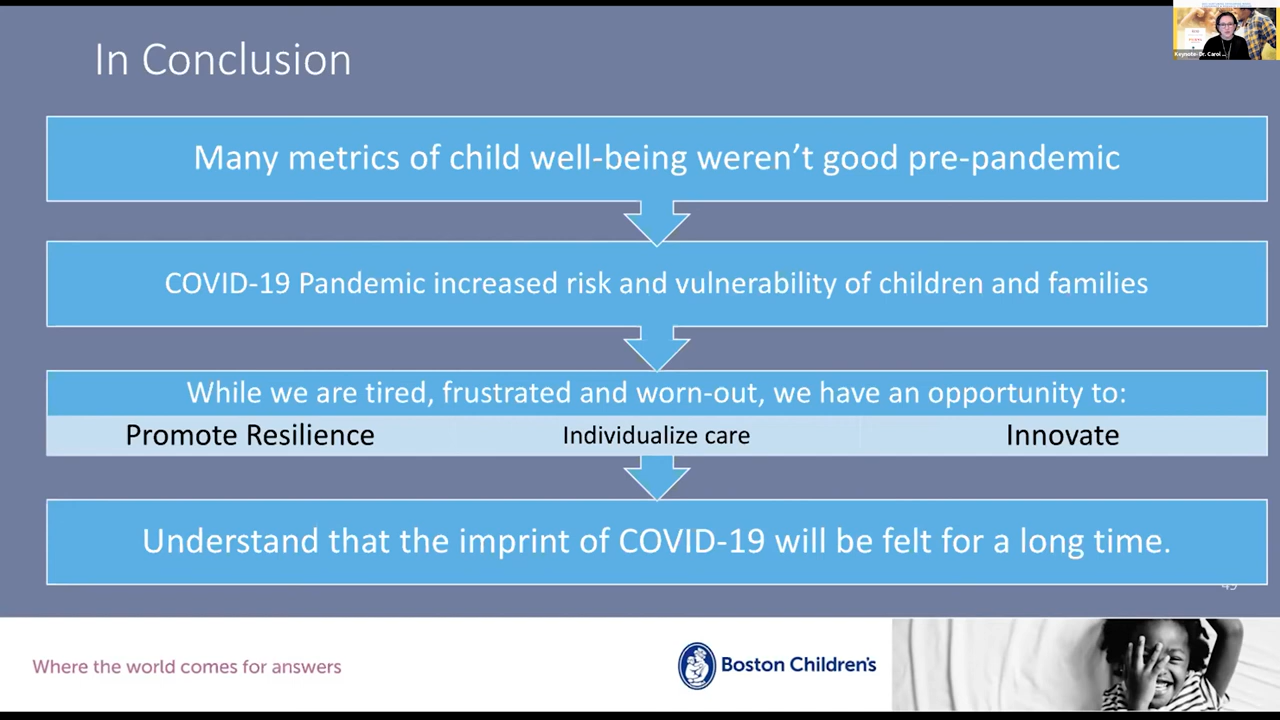 In Conclusion
Keynote- Dr. Carol ...
Many metrics of child well-being weren’t good pre-pandemic
COVID-19 Pandemic increased risk and vulnerability of children and families
While we are tired, frustrated and worn-out, we have an opportunity to:
Promote Resilience
Individualize care
Innovate
Understand that the imprint of COVID-19 will be felt for a long time.
Where the world comes for answers
Boston Children's